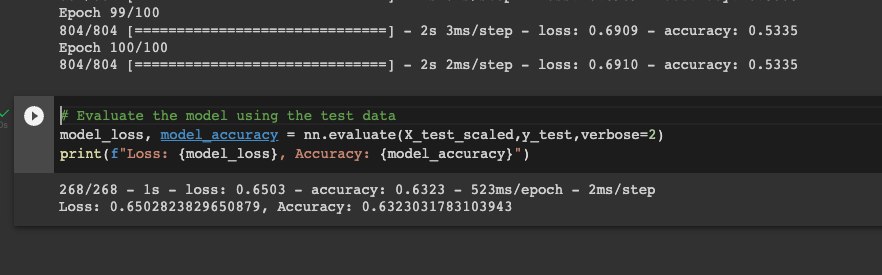 Epoch 99/100
804/804 [==============================] - 2s 3ms/step - loss: 0.6909 - accuracy: 0.5335
Epoch 100/100
804/804 [==============================] - 2s 2ms/step - loss: 0.6910 - accuracy: 0.5335
# Evaluate the model using the test data
model_loss, model_accuracy = nn.evaluate(X_test_scaled,y_test,verbose=2)
print(f"Loss: {model_loss}, Accuracy: {model_accuracy}")
268/268 - 1s - loss: 0.6503 - accuracy: 0.6323 - 523ms/epoch - 2ms/step
Loss: 0.6502823829650879, Accuracy: 0.6323031783103943